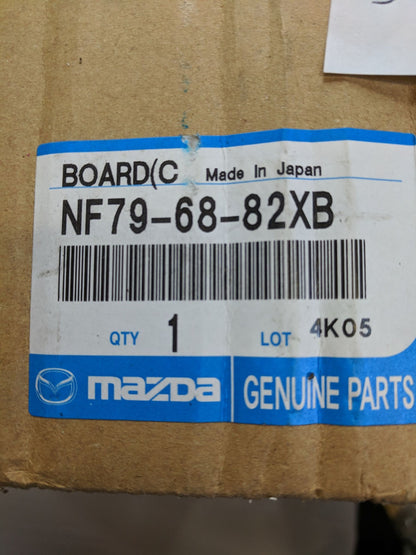 BOARD(C Made In Japan
NF79-68-82XB
QTY 1 LOT 4K05
mazda GENUINE PARTS